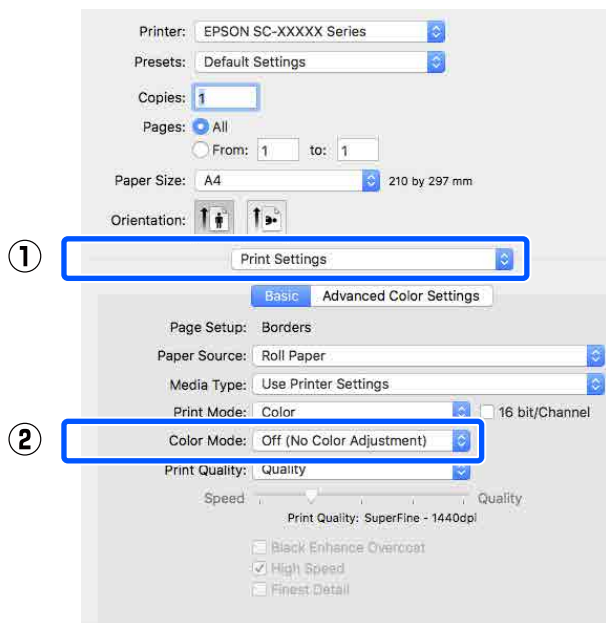 Printer: EPSON SC-XXXXX Series
Presets: Default Settings
Copies: 1
Pages: All
From: 1 to: 1
Paper Size: A4 210 by 297 mm
Orientation:
① Print Settings
Basic Advanced Color Settings
Page Setup: Borders
Paper Source: Roll Paper
Media Type: Use Printer Settings
Print Mode: Color 16 bit/Channel
② Color Mode: Off (No Color Adjustment)
Print Quality: Quality
Speed Quality
Print Quality: SuperFine - 1440dpi
Black Enhance Overcoat
High Speed
Finest Detail